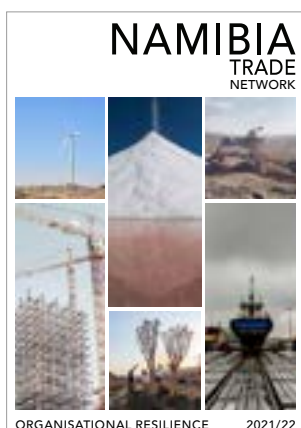 NAMIBIA
TRADE
NETWORK
ORGANISATIONAL RESILIENCE 2021/22